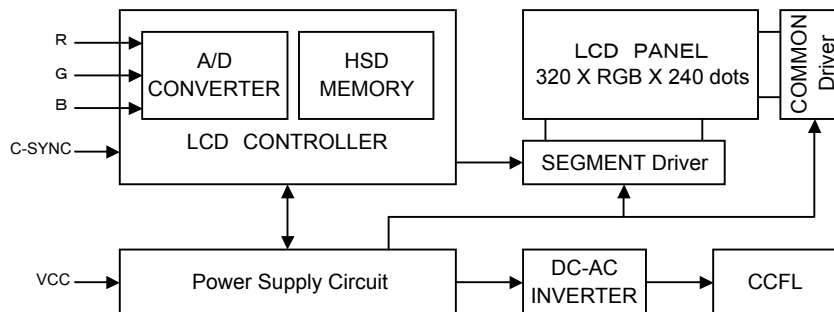 R
G
B
C-SYNC
A/D
CONVERTER
HSD
MEMORY
LCD CONTROLLER
LCD PANEL
320 X RGB X 240 dots
COMMON
Driver
SEGMENT Driver
VCC
Power Supply Circuit
DC-AC
INVERTER
CCFL